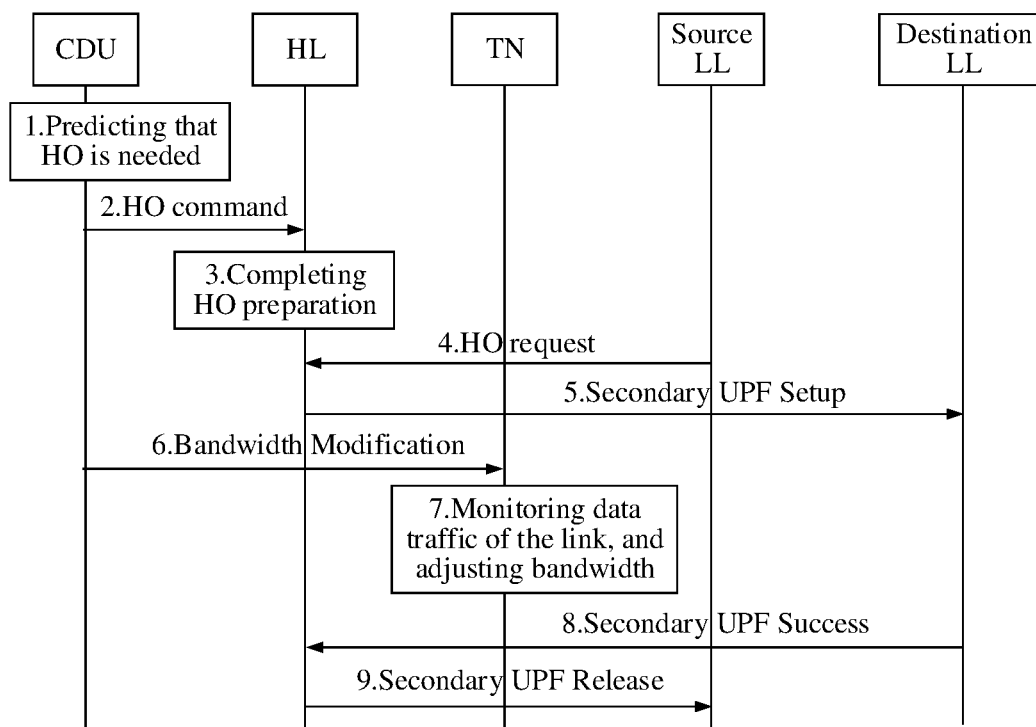 CDU
HL
TN
Source
LL
Destination
LL
1.Predicting that
HO is needed
2.HO command
3.Completing
HO preparation
4.HO request
5.Secondary UPF Setup
6.Bandwidth Modification
7.Monitoring data
traffic of the link, and
adjusting bandwidth
8.Secondary UPF Success
9.Secondary UPF Release